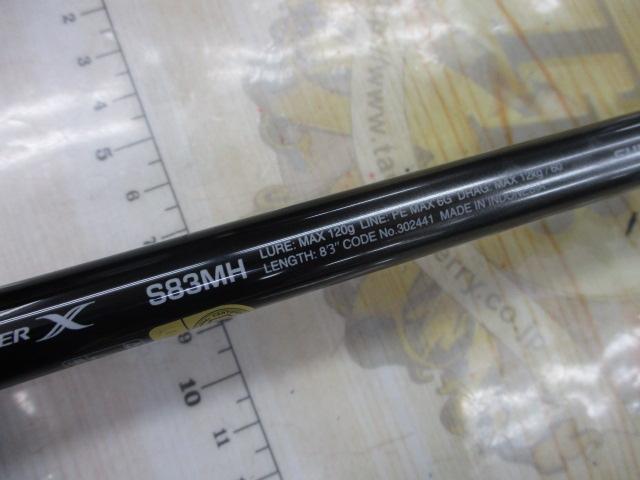 S83MH
LURE: MAX 120g LINE: PE MAX 6G DRAG: MAX 12kg / 60
LENGTH: 8'3" CODE No.302441 MADE IN INDONESIA
ER X
2
3
4
5
9
10
11